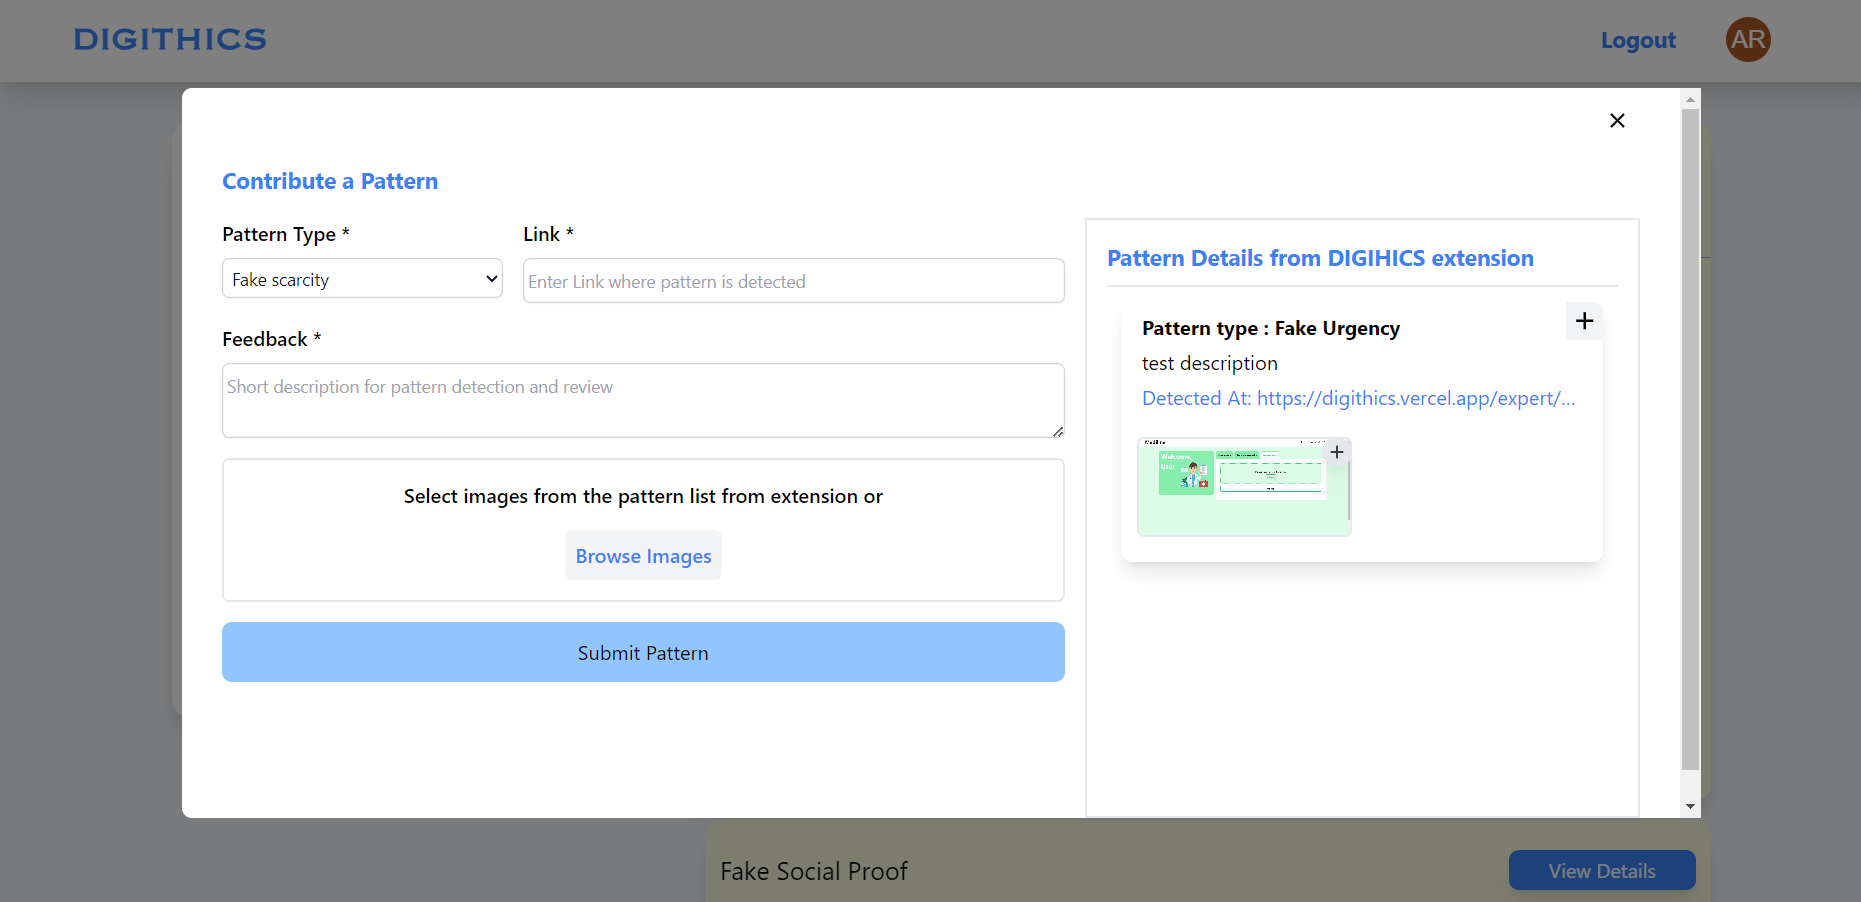 DIGITHICS
Logout
AR
Contribute a Pattern
Pattern Type *
Link *
Fake scarcity
Enter Link where pattern is detected
Feedback *
Short description for pattern detection and review
Select images from the pattern list from extension or
Browse Images
Submit Pattern
Pattern Details from DIGIHICS extension
Pattern type : Fake Urgency
test description
Detected At: https://digithics.vercel.app/expert/...
Welcome,
User
Fake Social Proof
View Details